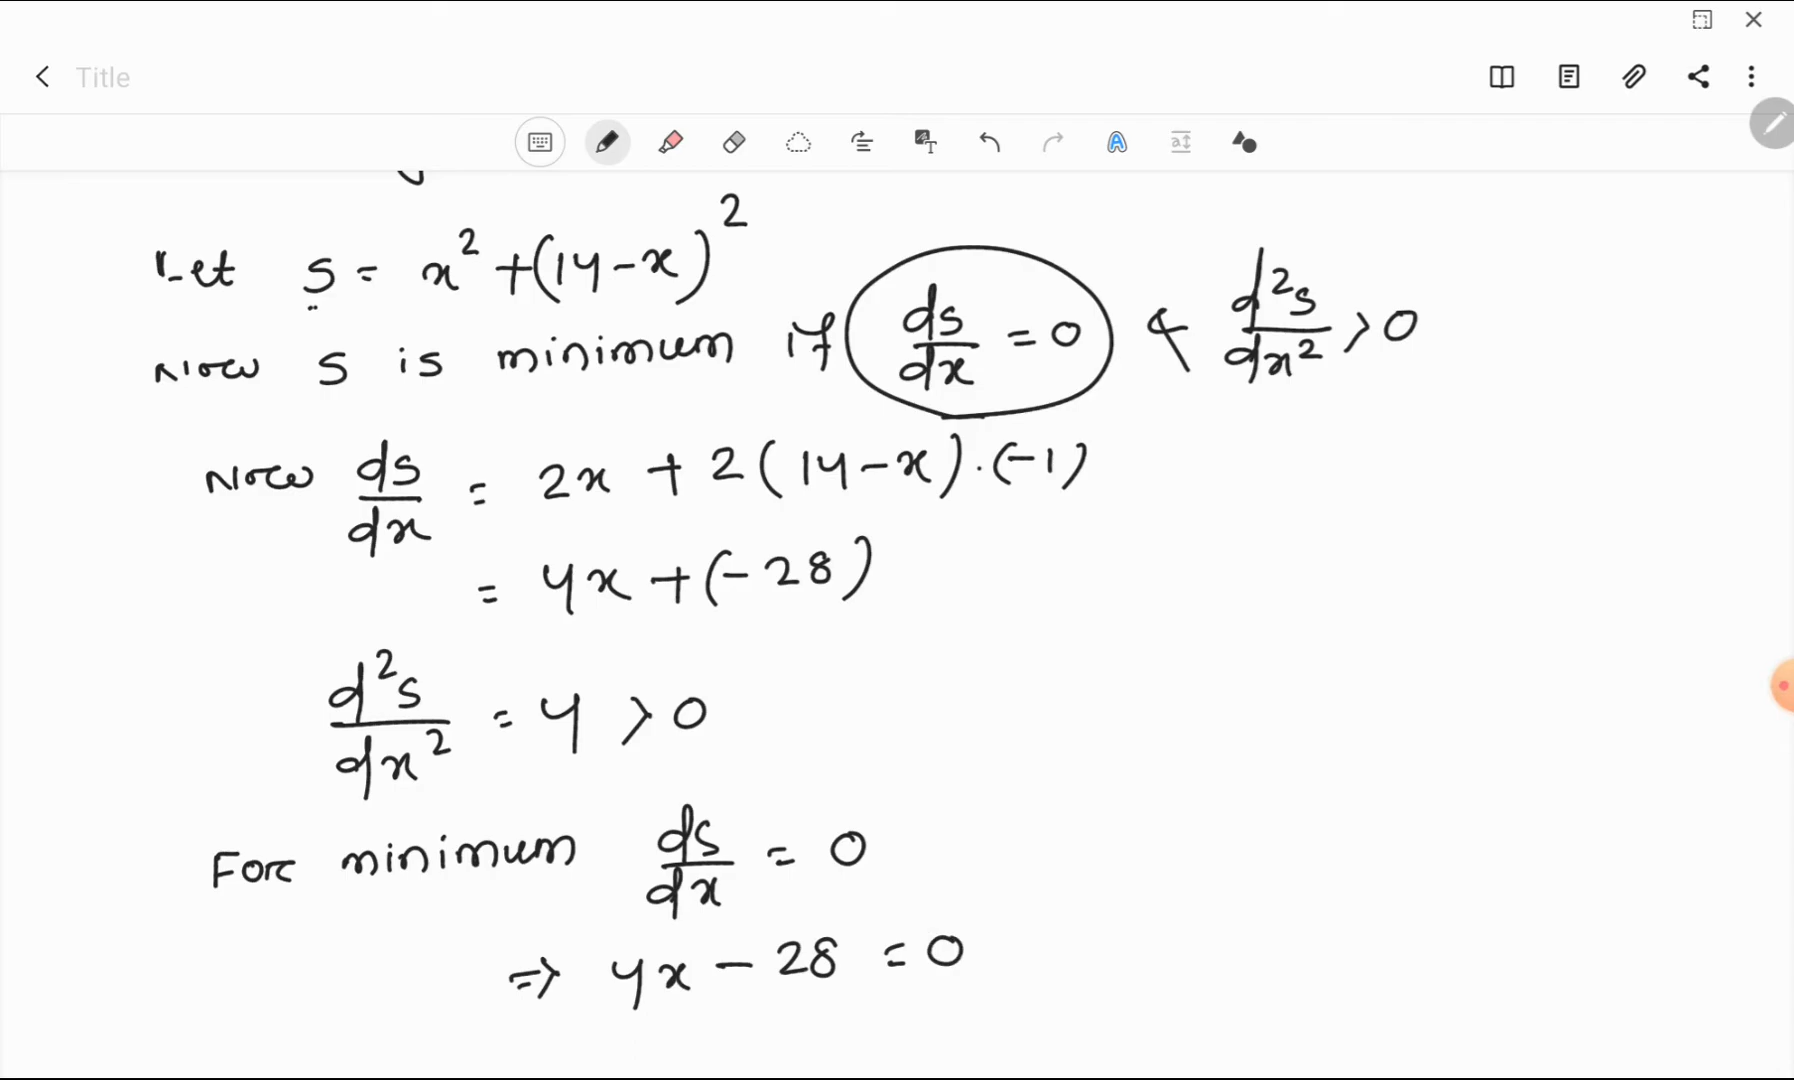 Title
Let S = x² + (14-x)²
Now S is minimum if ds/dx = 0 & d²s/dx² > 0
Now ds/dx = 2x + 2(14-x).(-1)
= 4x + (-28)
d²s/dx² = 4 > 0
For minimum ds/dx = 0
⇒ 4x - 28 = 0